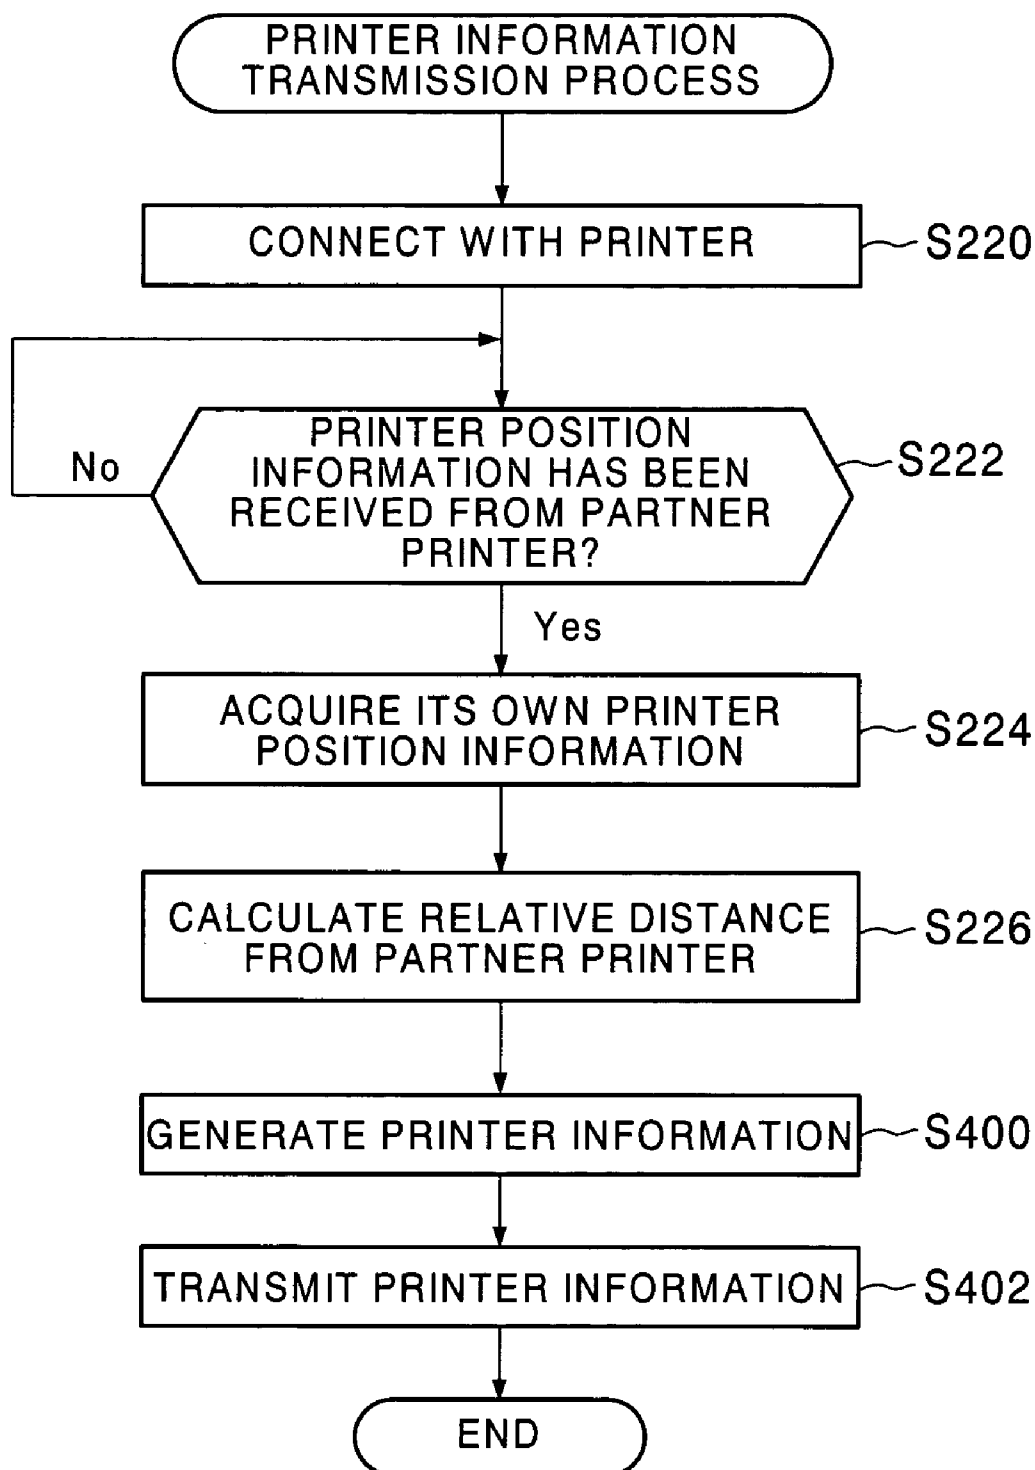 PRINTER INFORMATION
TRANSMISSION PROCESS
CONNECT WITH PRINTER
S220
PRINTER POSITION
INFORMATION HAS BEEN
RECEIVED FROM PARTNER
PRINTER?
S222
No
Yes
ACQUIRE ITS OWN PRINTER
POSITION INFORMATION
S224
CALCULATE RELATIVE DISTANCE
FROM PARTNER PRINTER
S226
GENERATE PRINTER INFORMATION
S400
TRANSMIT PRINTER INFORMATION
S402
END